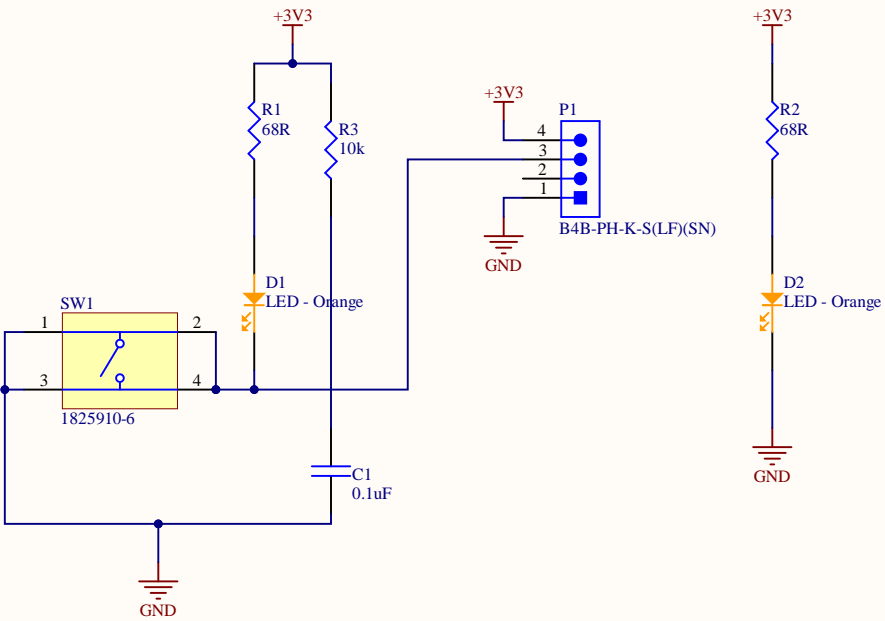 +3V3
+3V3
R1
68R
R3
10k
+3V3
P1
4
3
2
1
B4B-PH-K-S(LF)(SN)
GND
R2
68R
D1
LED - Orange
D2
LED - Orange
SW1
1
2
3
4
1825910-6
C1
0.1uF
GND
GND